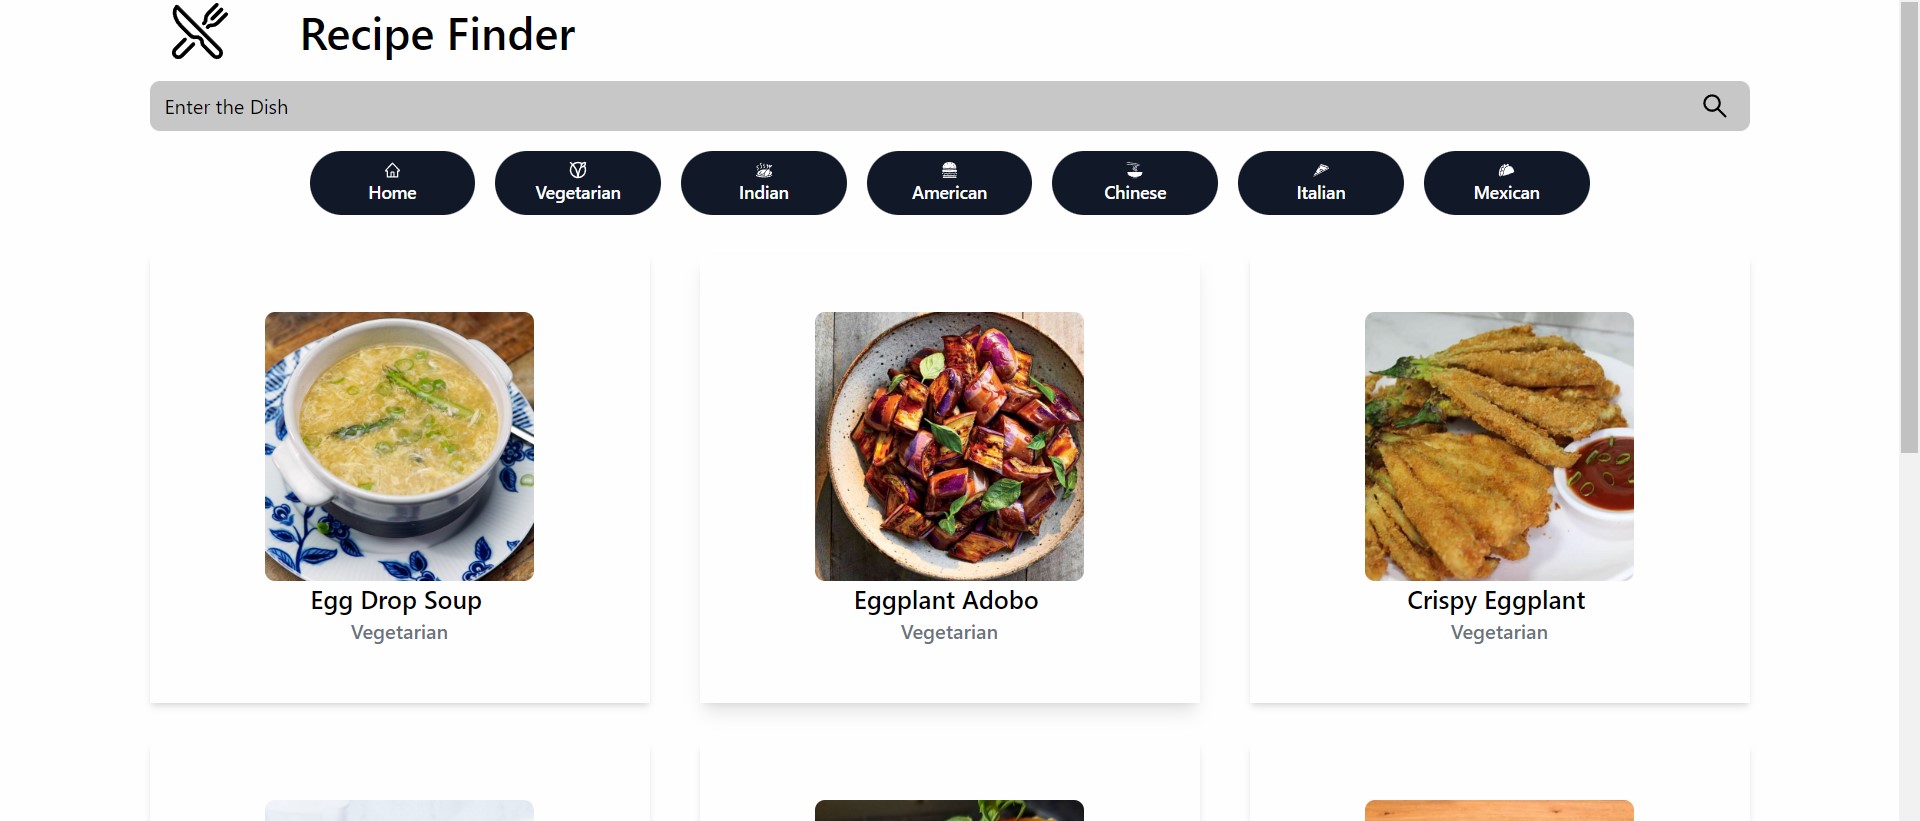 Recipe Finder
Enter the Dish
Home
Vegetarian
Indian
American
Chinese
Italian
Mexican
Egg Drop Soup
Vegetarian
Eggplant Adobo
Vegetarian
Crispy Eggplant
Vegetarian